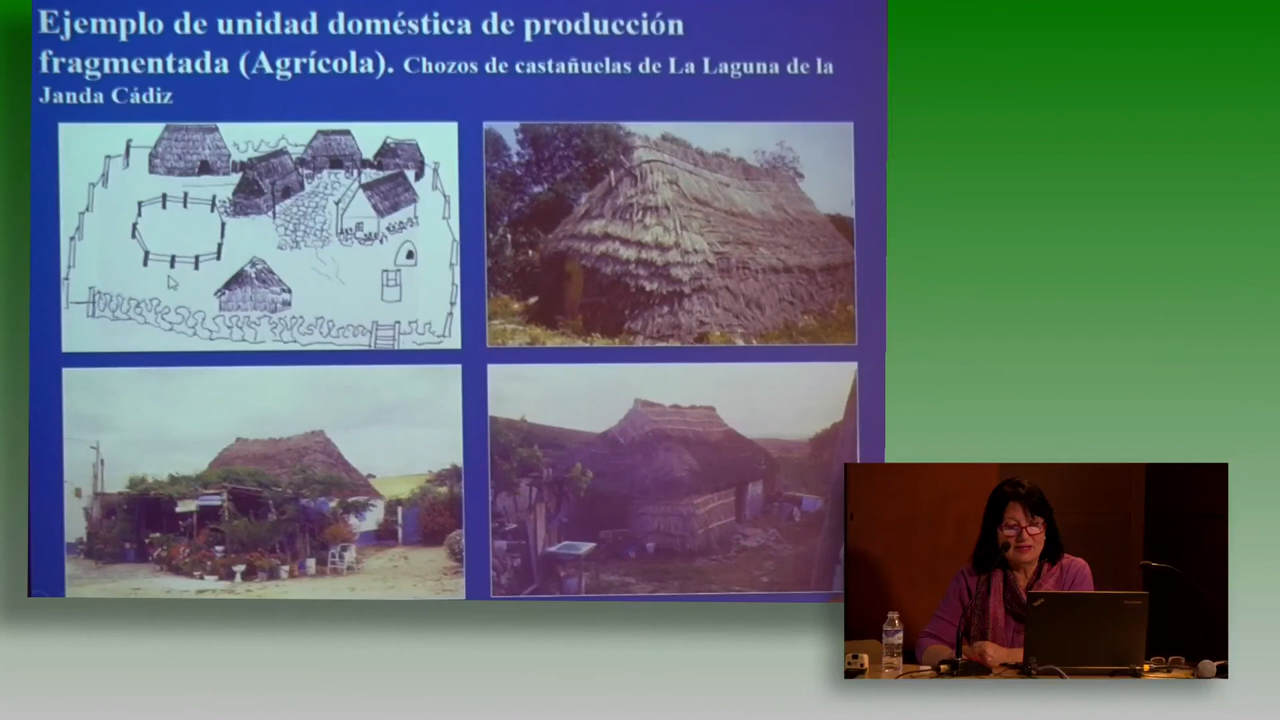 Ejemplo de unidad doméstica de producción
fragmentada (Agrícola). Chozos de castañuelas de La Laguna de la
Janda Cádiz